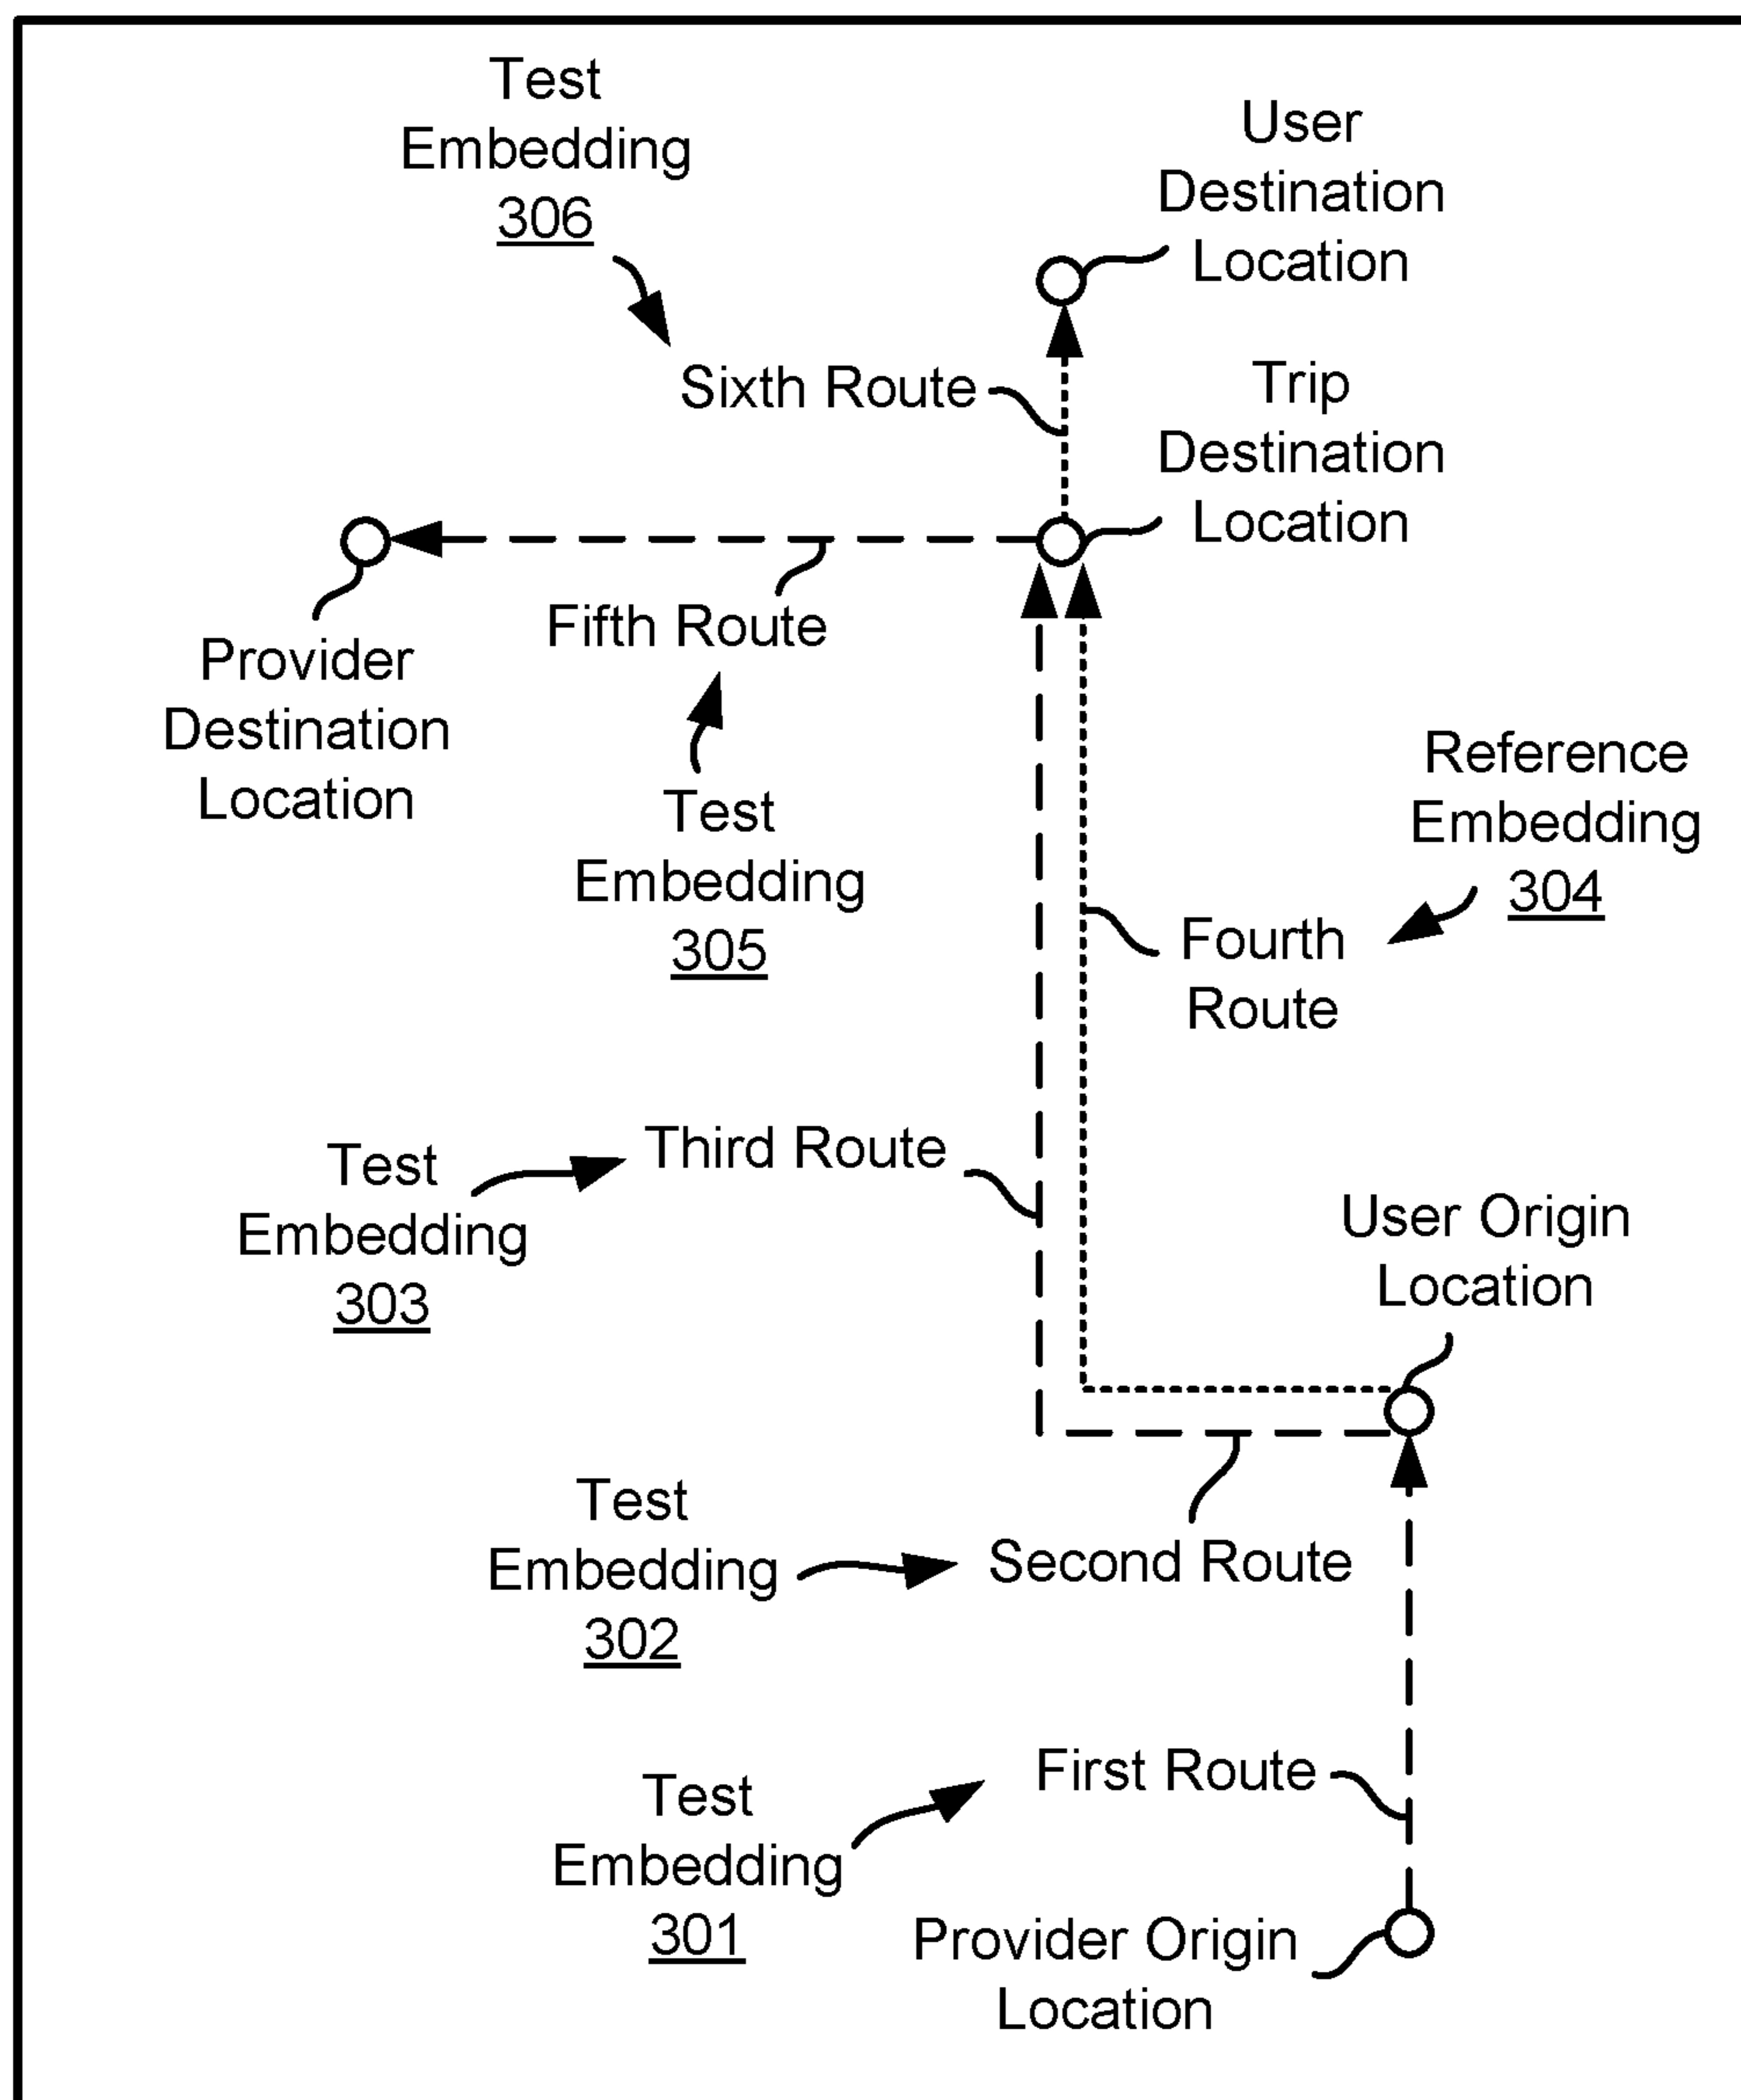 Test
Embedding
306
User
Destination
Location
Sixth Route
Trip
Destination
Location
Fifth Route
Provider
Destination
Location
Test
Embedding
305
Reference
Embedding
304
Fourth
Route
Third Route
Test
Embedding
303
User Origin
Location
Test
Embedding
302
Second Route
First Route
Test
Embedding
301
Provider Origin
Location